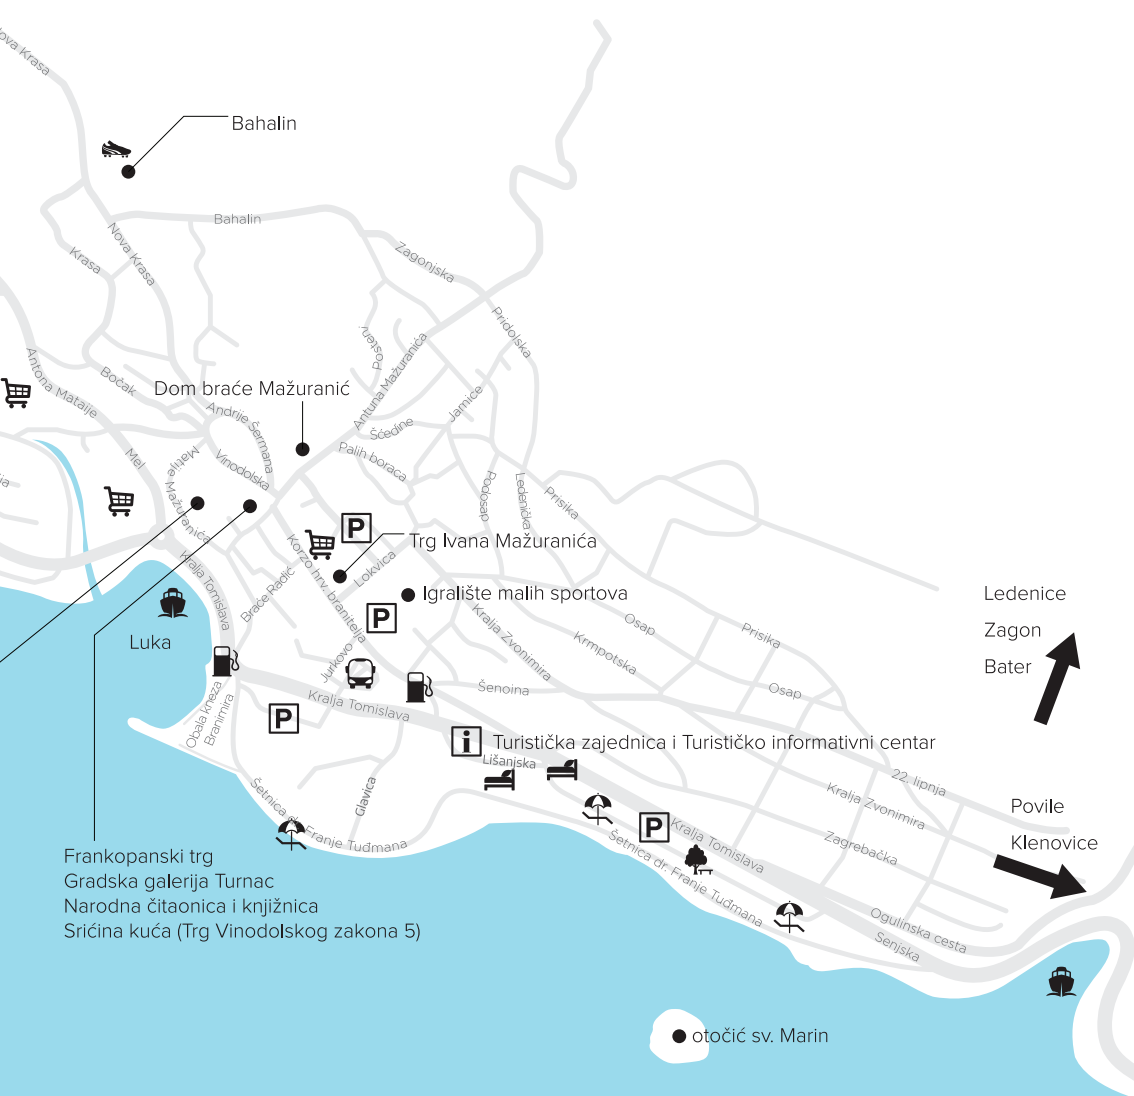 Nova Krasa
Bahalin
Bahalin
Nova Krasa
Krasa
Zagonjska
Pridolska
Antona Mataije
Bočak
Posteni
Antuna Mažuranića
Dom braće Mažuranić
Andrije Šermana
Jamiće
Šćedine
Palih boraca
Mel
Matije Mažuranića
Vinodolska
Podosap
Ledenička
Prisika
P
Trg Ivana Mažuranića
Korzo hrv. branitelja
Lokvica
Kralja Tomislava
Braće Radić
Igralište malih sportova
P
Ledenice
Zagon
Bater
Luka
Kralja Zvonimira
Osap
Prisika
Krmpotska
Jurkovo
Šenoina
Osap
Obala kneza
Branimira
Kralja Tomislava
P
i
Turistička zajednica i Turističko informativni centar
Lišanjska
Glavica
22. lipnja
Kralja Zvonimira
Povile
Klenovice
Šetnica dr. Franje Tuđmana
P
Kralja Tomislava
Zagrebačka
Šetnica dr. Franje Tuđmana
Frankopanski trg
Gradska galerija Turnac
Narodna čitaonica i knjižnica
Srićina kuća (Trg Vinodolskog zakona 5)
Ogulinska cesta
Senjska
otočić sv. Marin